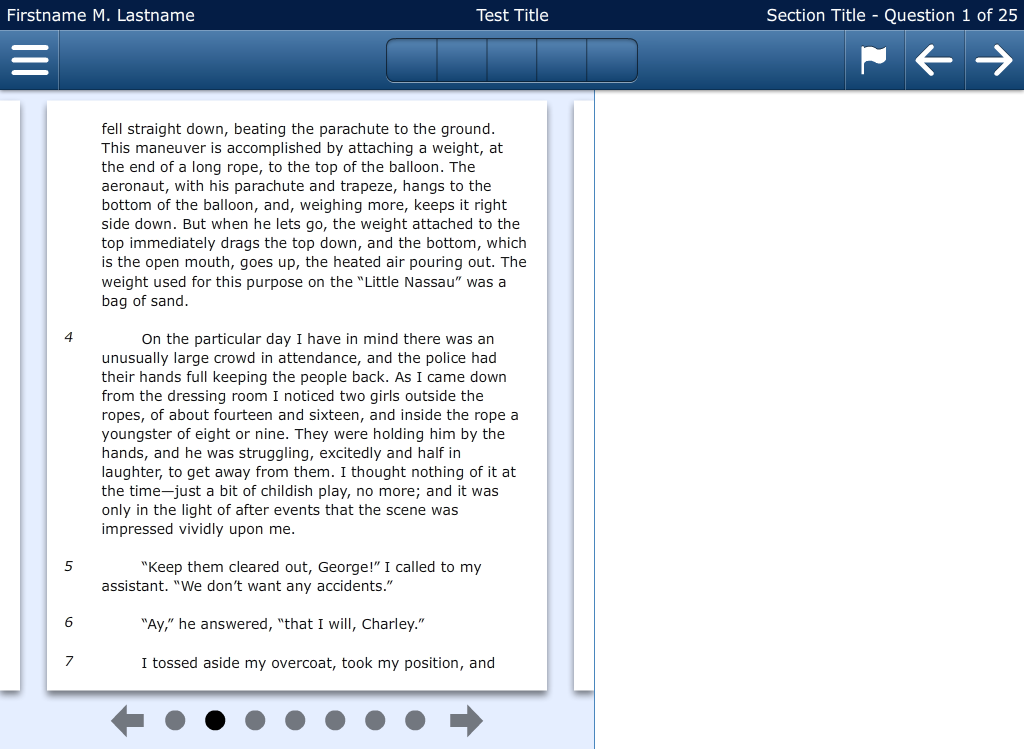 Firstname M. Lastname
Test Title
Section Title - Question 1 of 25
fell straight down, beating the parachute to the ground.
This maneuver is accomplished by attaching a weight, at
the end of a long rope, to the top of the balloon. The
aeronaut, with his parachute and trapeze, hangs to the
bottom of the balloon, and, weighing more, keeps it right
side down. But when he lets go, the weight attached to the
top immediately drags the top down, and the bottom, which
is the open mouth, goes up, the heated air pouring out. The
weight used for this purpose on the “Little Nassau” was a
bag of sand.
4 On the particular day I have in mind there was an
unusually large crowd in attendance, and the police had
their hands full keeping the people back. As I came down
from the dressing room I noticed two girls outside the
ropes, of about fourteen and sixteen, and inside the rope a
youngster of eight or nine. They were holding him by the
hands, and he was struggling, excitedly and half in
laughter, to get away from them. I thought nothing of it at
the time—just a bit of childish play, no more; and it was
only in the light of after events that the scene was
impressed vividly upon me.
5 “Keep them cleared out, George!” I called to my
assistant. “We don’t want any accidents.”
6 “Ay,” he answered, “that I will, Charley.”
7 I tossed aside my overcoat, took my position, and